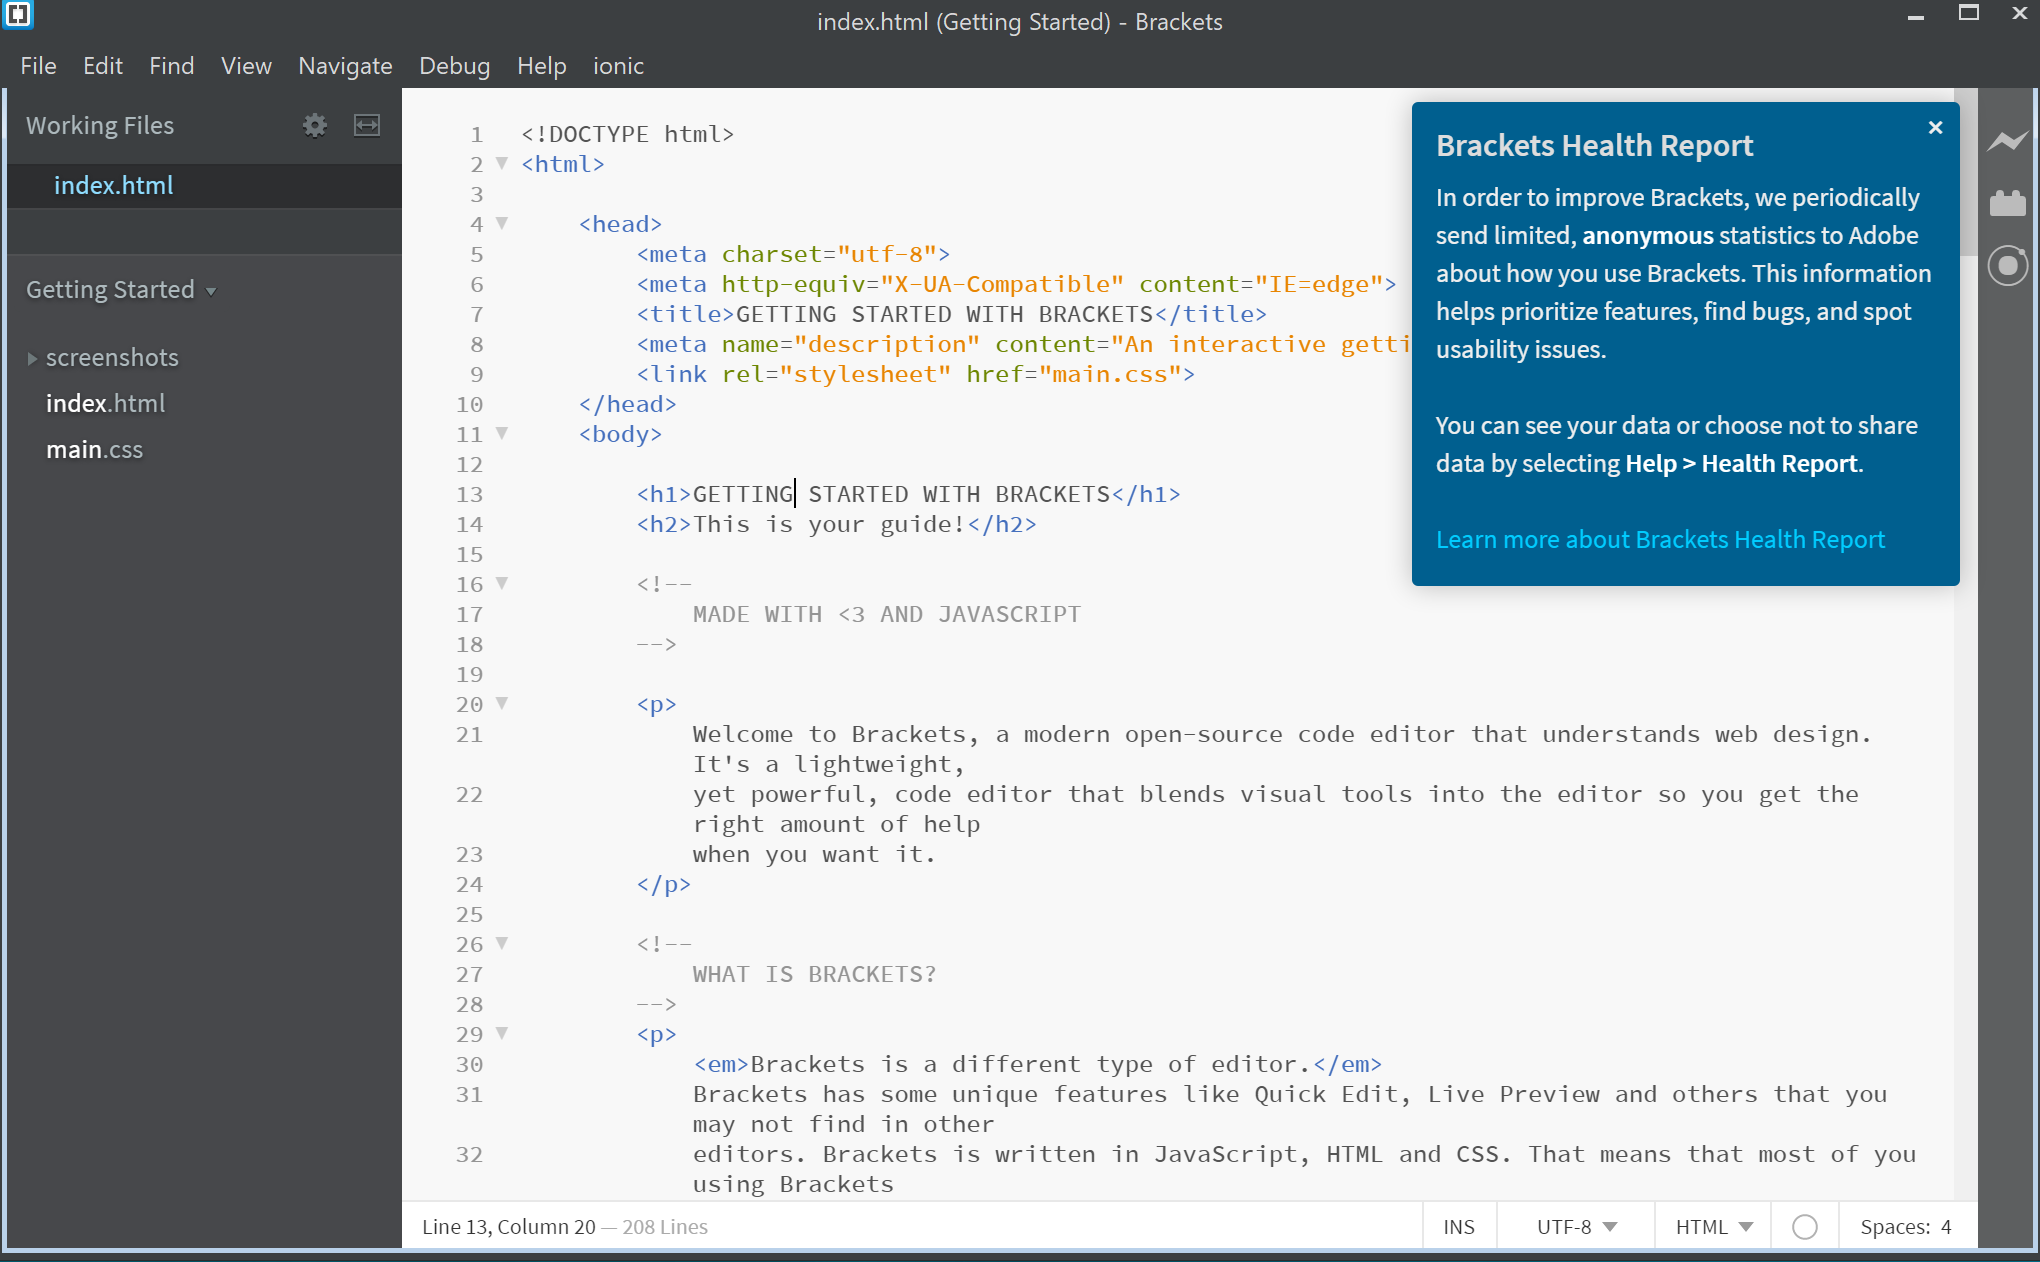 index.html (Getting Started) - Brackets
File Edit Find View Navigate Debug Help ionic
Working Files
index.html
Getting Started
screenshots
index.html
main.css
1 <!DOCTYPE html>
2 <html>
3
4 <head>
5 <meta charset="utf-8">
6 <meta http-equiv="X-UA-Compatible" content="IE=edge">
7 <title>GETTING STARTED WITH BRACKETS</title>
8 <meta name="description" content="An interactive getti
9 <link rel="stylesheet" href="main.css">
10 </head>
11 <body>
12
13 <h1>GETTING STARTED WITH BRACKETS</h1>
14 <h2>This is your guide!</h2>
15
16 <!--
17 MADE WITH <3 AND JAVASCRIPT
18 -->
19
20 <p>
21 Welcome to Brackets, a modern open-source code editor that understands web design.
It's a lightweight,
22 yet powerful, code editor that blends visual tools into the editor so you get the
right amount of help
23 when you want it.
24 </p>
25
26 <!--
27 WHAT IS BRACKETS?
28 -->
29 <p>
30 <em>Brackets is a different type of editor.</em>
31 Brackets has some unique features like Quick Edit, Live Preview and others that you
may not find in other
32 editors. Brackets is written in JavaScript, HTML and CSS. That means that most of you
using Brackets
Brackets Health Report
In order to improve Brackets, we periodically
send limited, anonymous statistics to Adobe
about how you use Brackets. This information
helps prioritize features, find bugs, and spot
usability issues.
You can see your data or choose not to share
data by selecting Help > Health Report.
Learn more about Brackets Health Report
Line 13, Column 20 — 208 Lines
INS UTF-8 HTML Spaces: 4